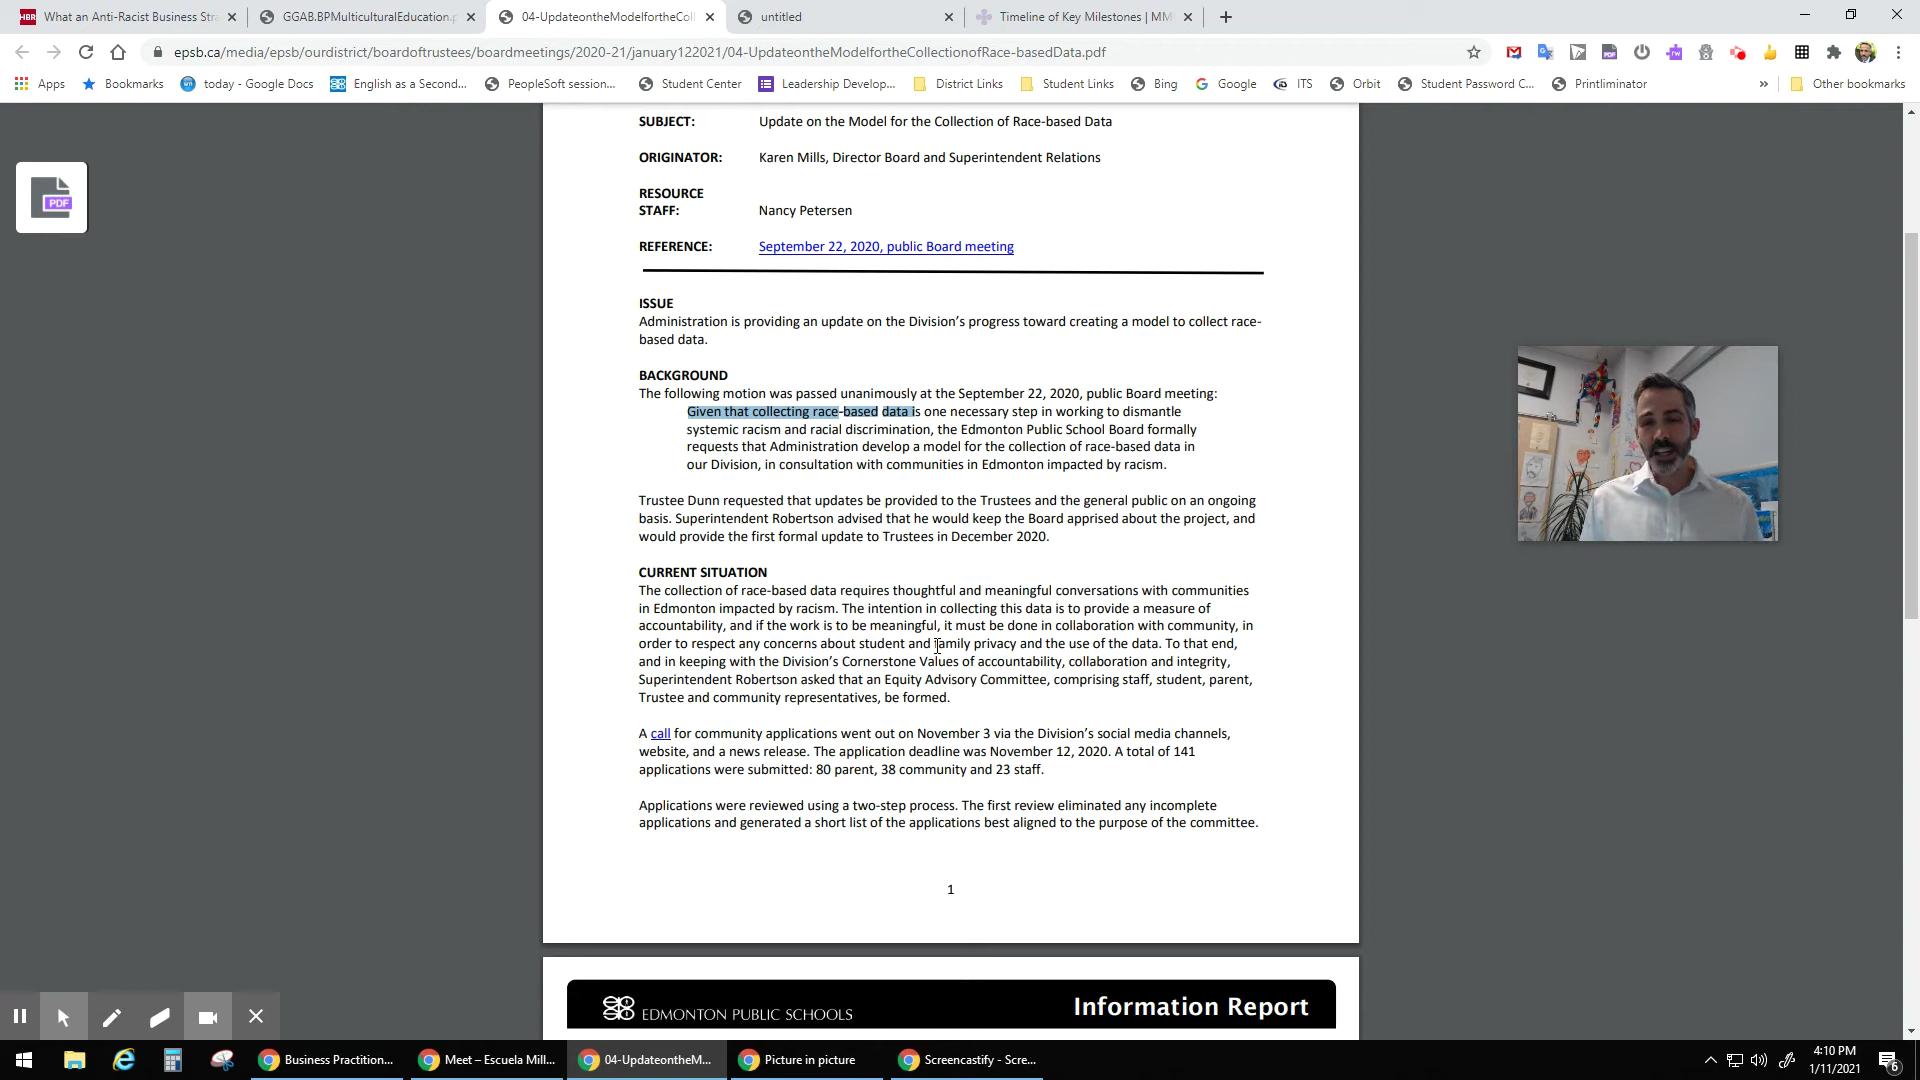 HBR What an Anti-Racist Business Stra
GGAB.BPMulticulturalEducation.p
04-UpdateontheModelfortheColl
untitled
Timeline of Key Milestones | MM
epsb.ca/media/epsb/ourdistrict/boardoftrustees/boardmeetings/2020-21/january122021/04-UpdateontheModelfortheCollectionofRace-basedData.pdf
Apps Bookmarks today - Google Docs English as a Second... PeopleSoft session... Student Center Leadership Develop... District Links Student Links Bing Google ITS Orbit Student Password C... Printliminator » Other bookmarks
PDF
SUBJECT: Update on the Model for the Collection of Race-based Data
ORIGINATOR: Karen Mills, Director Board and Superintendent Relations
RESOURCE
STAFF: Nancy Petersen
REFERENCE: September 22, 2020, public Board meeting
ISSUE
Administration is providing an update on the Division's progress toward creating a model to collect race-
based data.
BACKGROUND
The following motion was passed unanimously at the September 22, 2020, public Board meeting:
Given that collecting race-based data is one necessary step in working to dismantle
systemic racism and racial discrimination, the Edmonton Public School Board formally
requests that Administration develop a model for the collection of race-based data in
our Division, in consultation with communities in Edmonton impacted by racism.
Trustee Dunn requested that updates be provided to the Trustees and the general public on an ongoing
basis. Superintendent Robertson advised that he would keep the Board apprised about the project, and
would provide the first formal update to Trustees in December 2020.
CURRENT SITUATION
The collection of race-based data requires thoughtful and meaningful conversations with communities
in Edmonton impacted by racism. The intention in collecting this data is to provide a measure of
accountability, and if the work is to be meaningful, it must be done in collaboration with community, in
order to respect any concerns about student and family privacy and the use of the data. To that end,
and in keeping with the Division's Cornerstone Values of accountability, collaboration and integrity,
Superintendent Robertson asked that an Equity Advisory Committee, comprising staff, student, parent,
Trustee and community representatives, be formed.
A call for community applications went out on November 3 via the Division's social media channels,
website, and a news release. The application deadline was November 12, 2020. A total of 141
applications were submitted: 80 parent, 38 community and 23 staff.
Applications were reviewed using a two-step process. The first review eliminated any incomplete
applications and generated a short list of the applications best aligned to the purpose of the committee.
1
EDMONTON PUBLIC SCHOOLS Information Report
Business Practition... Meet – Escuela Mill... 04-UpdateontheM... Picture in picture Screencastify - Scre...
4:10 PM
1/11/2021
6